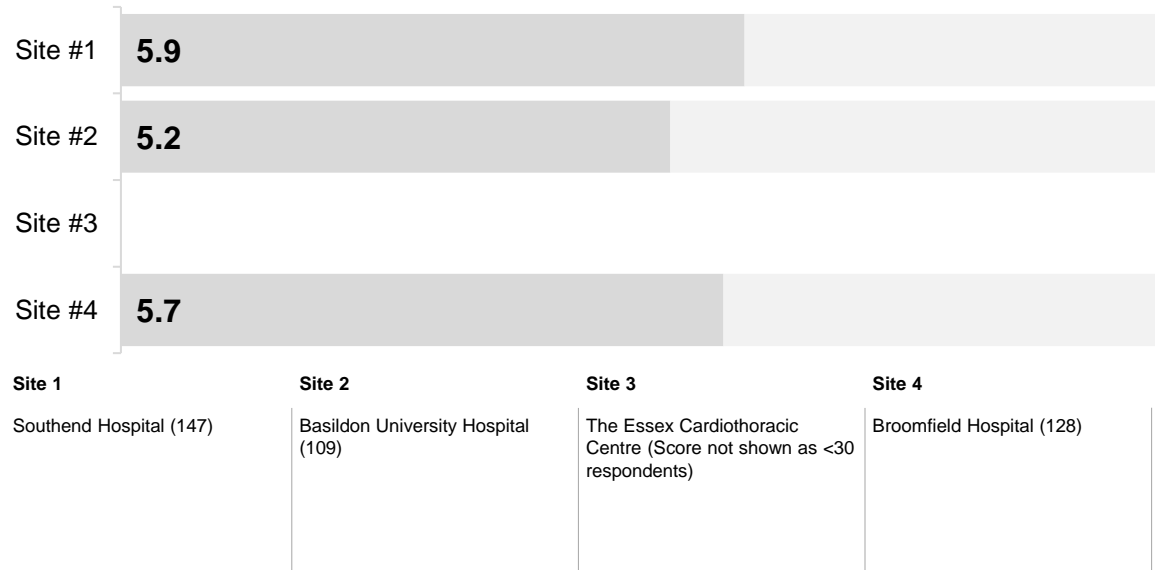 Site #1
5.9
Site #2
5.2
Site #3
Site #4
5.7
Site 1
Southend Hospital (147)
Site 2
Basildon University Hospital
(109)
Site 3
The Essex Cardiothoracic
Centre (Score not shown as <30
respondents)
Site 4
Broomfield Hospital (128)